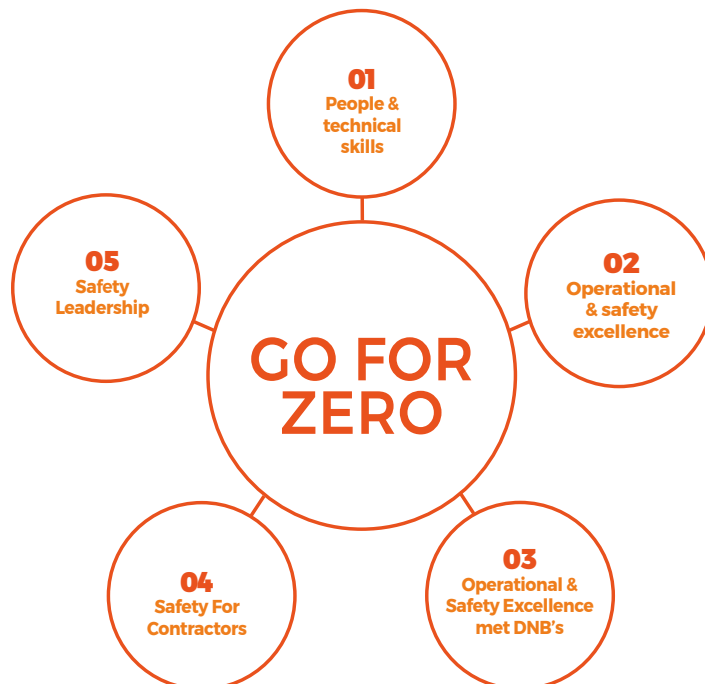 01
People &
technical
skills
02
Operational
& safety
excellence
03
Operational &
Safety Excellence
met DNB's
04
Safety For
Contractors
05
Safety
Leadership
GO FOR
ZERO